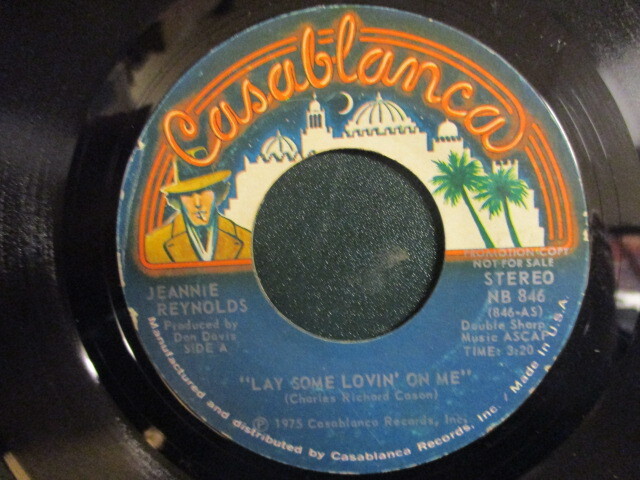 Casablanca
PROMOTION COPY
NOT FOR SALE
STEREO
NB 846
(846-AS)
Double Sharp
Music ASCAP
TIME: 3:20
JEANNIE
REYNOLDS
Produced by
Don Davis
SIDE A
"LAY SOME LOVIN' ON ME"
(Charles Richard Cason)
Ⓟ 1975 Casablanca Records, Inc.
Manufactured and distributed by Casablanca Records, Inc. / Made in U.S.A.